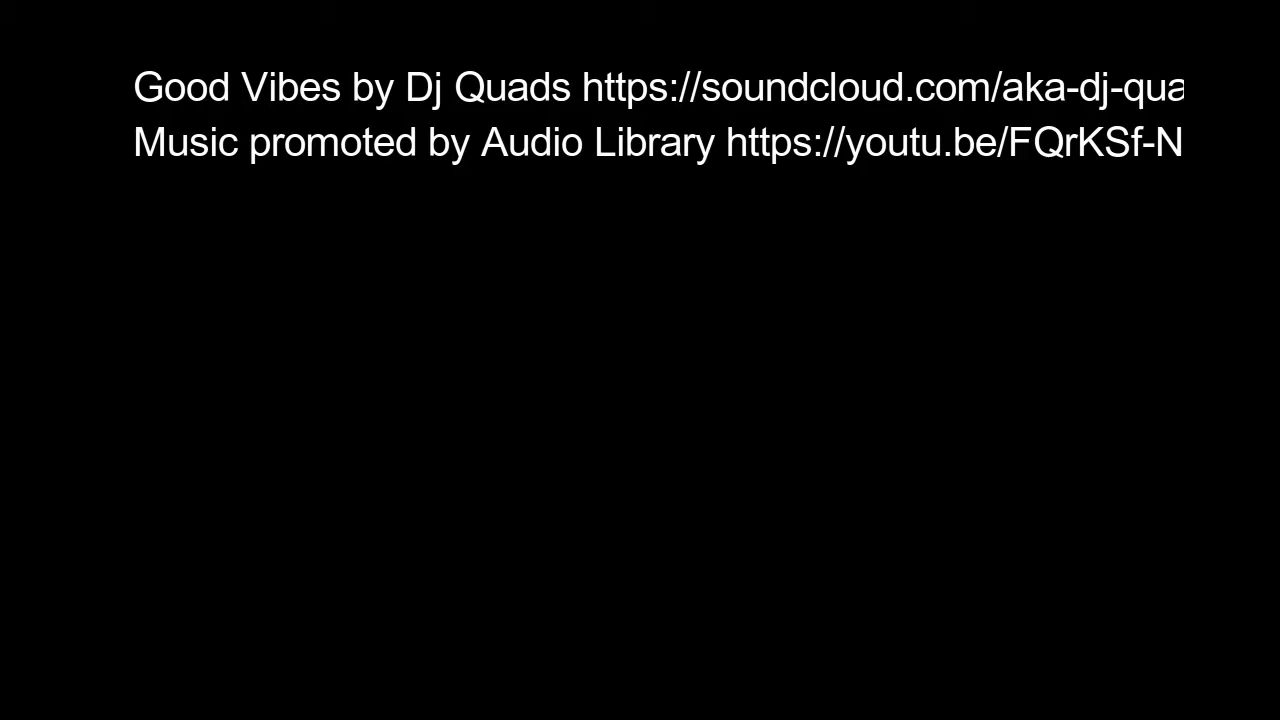 Good Vibes by Dj Quads https://soundcloud.com/aka-dj-qua
Music promoted by Audio Library https://youtu.be/FQrKSf-N